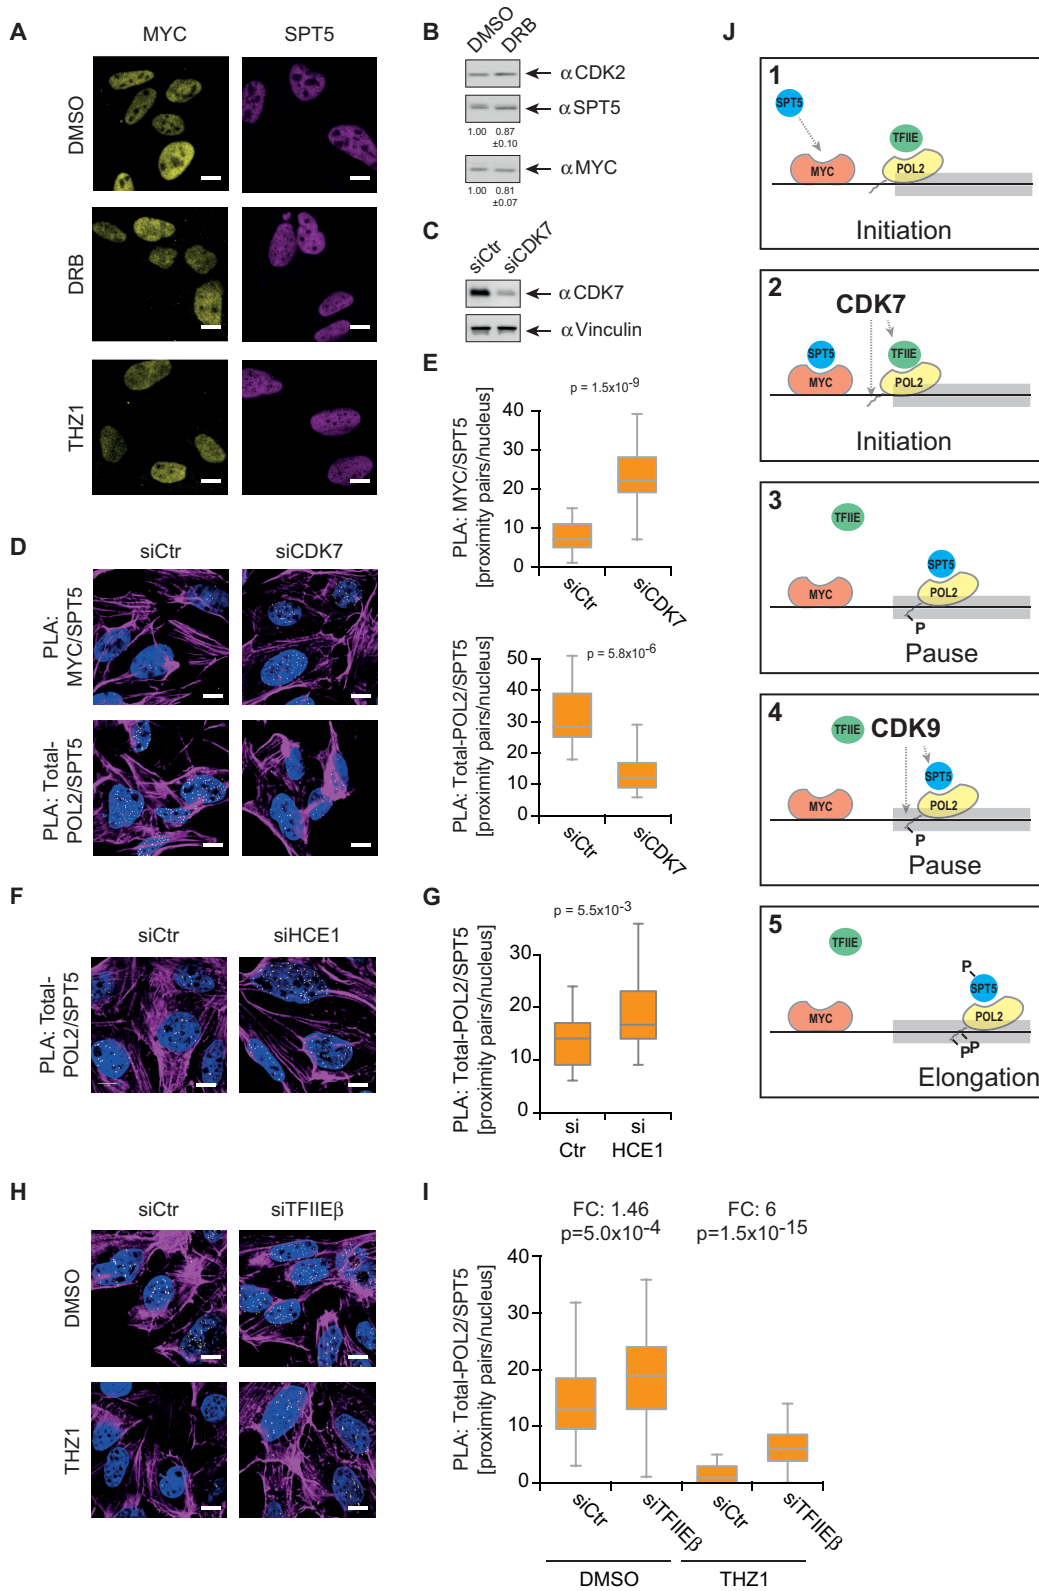 A
MYC
SPT5
DMSO
DRB
THZ1
B
DMSO
DRB
αCDK2
αSPT5
1.00
0.87
±0.10
αMYC
1.00
0.81
±0.07
C
siCtr
siCDK7
αCDK7
αVinculin
D
siCtr
siCDK7
PLA:
MYC/SPT5
PLA: Total-
POL2/SPT5
E
p = 1.5x10-9
PLA: MYC/SPT5
[proximity pairs/nucleus]
40
30
20
10
0
siCtr
siCDK7
p = 5.8x10-6
PLA: Total-POL2/SPT5
[proximity pairs/nucleus]
50
40
30
20
10
0
siCtr
siCDK7
F
siCtr
siHCE1
PLA: Total-
POL2/SPT5
G
p = 5.5x10-3
PLA: Total-POL2/SPT5
[proximity pairs/nucleus]
30
20
10
0
si
Ctr
si
HCE1
H
siCtr
siTFIIEβ
DMSO
THZ1
I
FC: 1.46
p=5.0x10-4
FC: 6
p=1.5x10-15
PLA: Total-POL2/SPT5
[proximity pairs/nucleus]
40
30
20
10
0
siCtr
siTFIIEβ
siCtr
siTFIIEβ
DMSO
THZ1
J
1
SPT5
TFIIE
MYC
POL2
Initiation
2
CDK7
SPT5
TFIIE
MYC
POL2
Initiation
3
TFIIE
SPT5
MYC
POL2
P
Pause
4
TFIIE
CDK9
SPT5
MYC
POL2
P
Pause
5
TFIIE
P
SPT5
MYC
POL2
P
P
Elongation